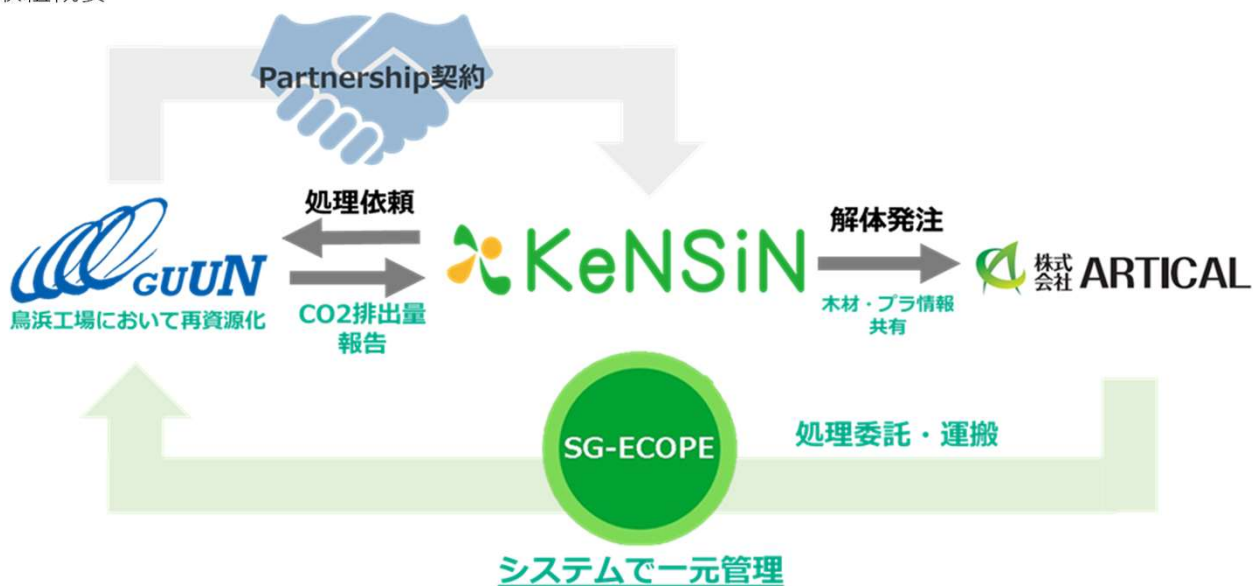 Partnership契約
処理依頼
解体発注
GUUN
KeNSiN
株式会社 ARTICAL
鳥浜工場において再資源化
CO2排出量
報告
木材・プラ情報
共有
SG-ECOPE
処理委託・運搬
システムで一元管理